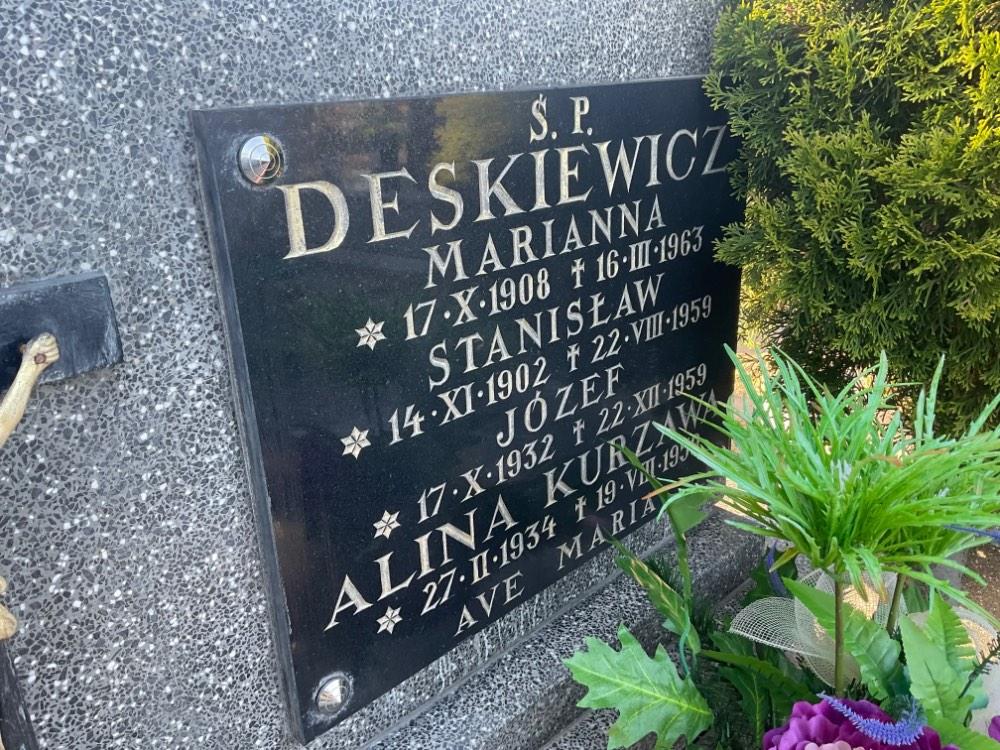 Ś. P.
DESKIEWICZ
MARIANNA
17·X·1908 † 16·III·1963
STANISŁAW
14·XI·1902 † 22·VIII·1959
JÓZEF
17·X·1932 † 22·XII·1959
ALINA KURZAWA
27·II·1934 † 19·VIII
AVE MARIA